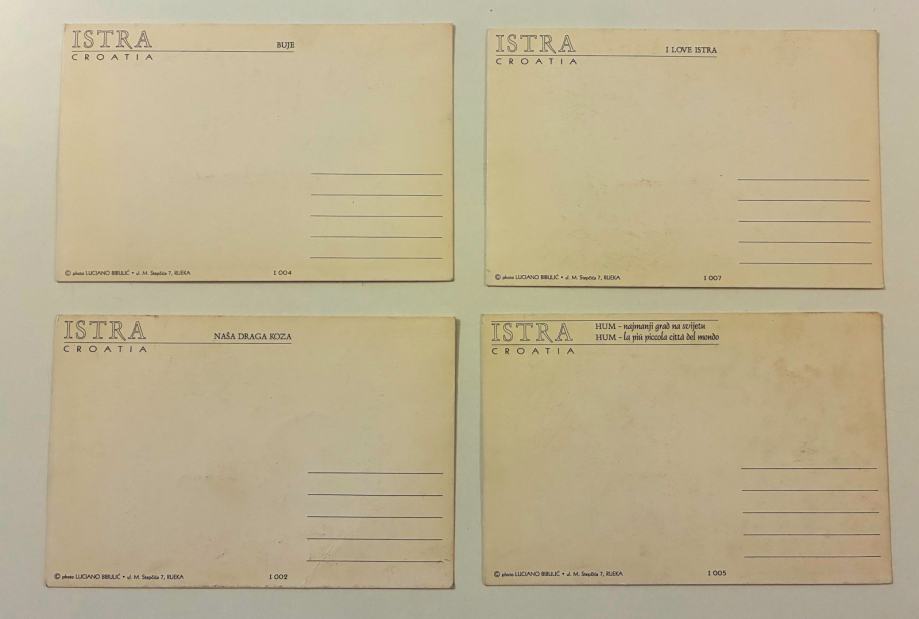 ISTRA
BUJE
CROATIA
© photo LUCIANO BIBULIĆ • ul. M. Stepčića 7, RIJEKA
I 004
ISTRA
I LOVE ISTRA
CROATIA
© photo LUCIANO BIBULIĆ • ul. M. Stepčića 7, RIJEKA
I 007
ISTRA
NAŠA DRAGA KOZA
CROATIA
© photo LUCIANO BIBULIĆ • ul. M. Stepčića 7, RIJEKA
I 002
ISTRA
HUM - najmanji grad na svijetu
HUM - la più piccola città del mondo
CROATIA
© photo LUCIANO BIBULIĆ • ul. M. Stepčića 7, RIJEKA
I 005